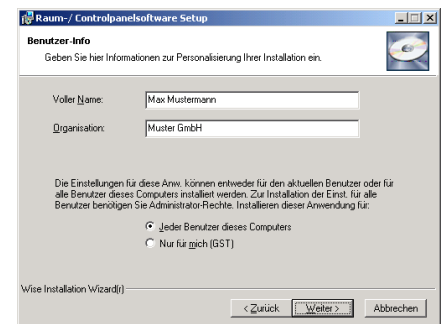 Raum-/ Controlpanelsoftware Setup
Benutzer-Info
Geben Sie hier Informationen zur Personalisierung Ihrer Installation ein.
Voller Name:
Max Mustermann
Organisation:
Muster GmbH
Die Einstellungen für diese Anw. können entweder für den aktuellen Benutzer oder für
alle Benutzer dieses Computers installiert werden. Zur Installation der Einst. für alle
Benutzer benötigen Sie Administrator-Rechte. Installieren dieser Anwendung für:
Jeder Benutzer dieses Computers
Nur für mich (GST)
Wise Installation Wizard(r)
< Zurück
Weiter >
Abbrechen